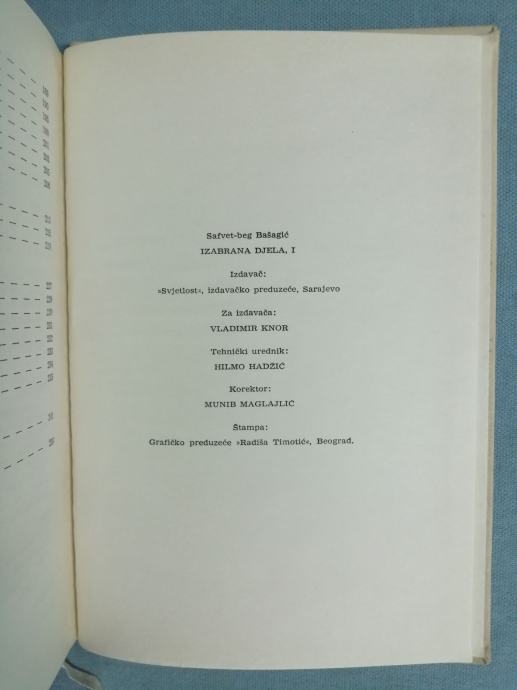 Safvet-beg Bašagić
IZABRANA DJELA, I
Izdavač:
»Svjetlost«, izdavačko preduzeće, Sarajevo
Za izdavača:
VLADIMIR KNOR
Tehnički urednik:
HILMO HADŽIĆ
Korektor:
MUNIB MAGLAJLIĆ
Štampa:
Grafičko preduzeće »Radiša Timotić«, Beograd.